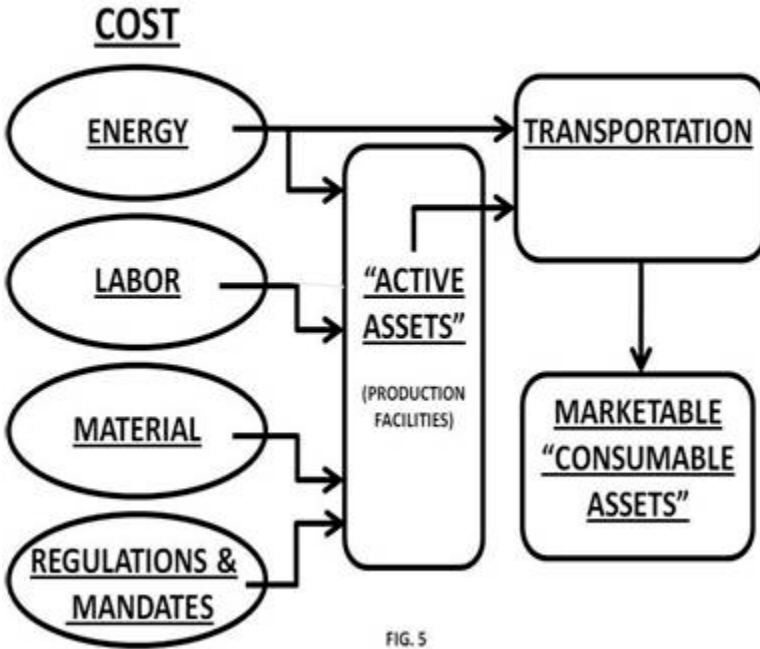 COST
ENERGY
LABOR
MATERIAL
REGULATIONS &
MANDATES
"ACTIVE
ASSETS"
(PRODUCTION
FACILITIES)
TRANSPORTATION
MARKETABLE
"CONSUMABLE
ASSETS"
FIG. 5